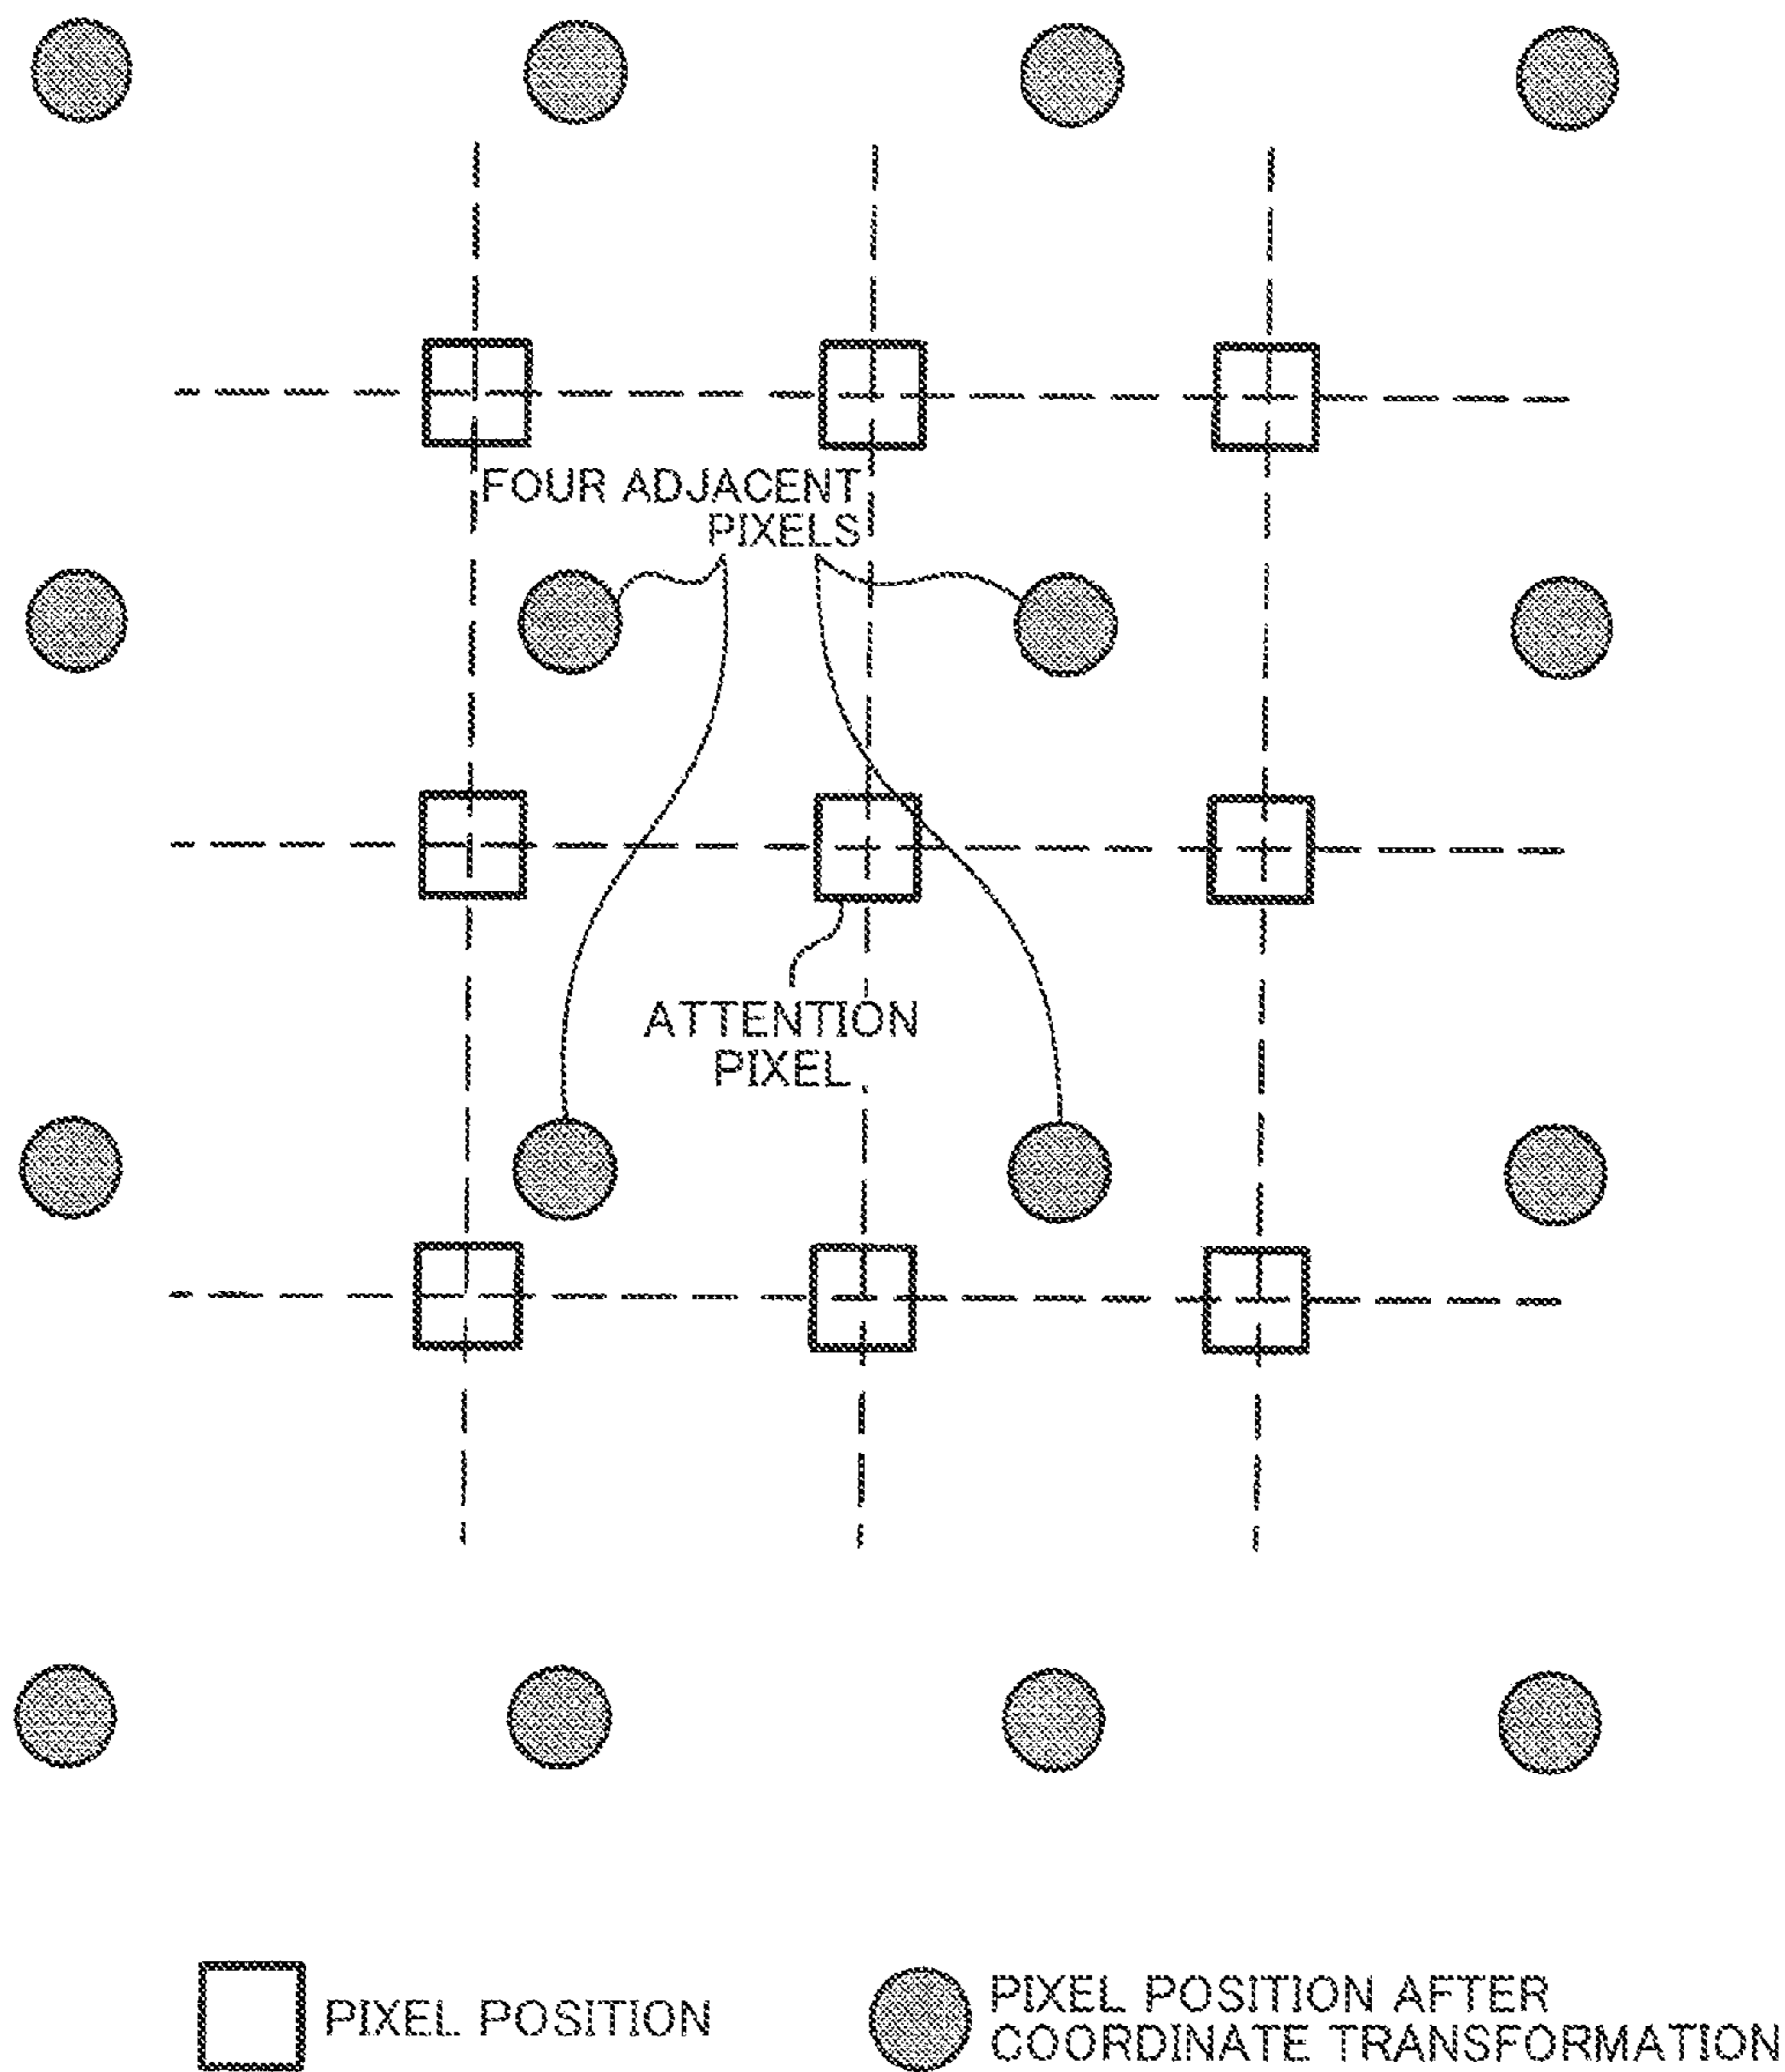 FOUR ADJACENT
PIXELS
ATTENTION
PIXEL
PIXEL POSITION
PIXEL POSITION AFTER
COORDINATE TRANSFORMATION